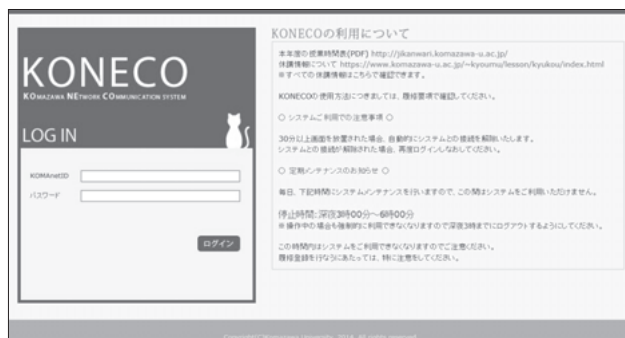 KONECO
KOMAZAWA NETWORK COMMUNICATION SYSTEM
LOG IN
KOMAnetID
パスワード
ログイン
KONECOの利用について
本年度の授業時間表(PDF) http://jikanwari.komazawa-u.ac.jp/
休講情報について https://www.komazawa-u.ac.jp/~kyoumu/lesson/kyukou/index.html
※すべての休講情報はこちらで確認できます。
KONECOの使用方法につきましては、履修要項で確認してください。
○ システムご利用での注意事項 ○
30分以上画面を放置された場合、自動的にシステムとの接続を解除いたします。
システムとの接続が解除された場合、再度ログインしなおしてください。
○ 定期メンテナンスのお知らせ ○
毎日、下記時間にシステムメンテナンスを行いますので、この間はシステムをご利用いただけません。
停止時間:深夜3時00分～6時00分
※操作中の場合も強制的に利用できなくなりますので深夜3時までにログアウトするようにしてください。
この時間内はシステムをご利用できなくなりますのでご注意ください。
履修登録を行なうにあたっては、特に注意をしてください。
Copyright(C)Komazawa University, 2014. All rights reserved.